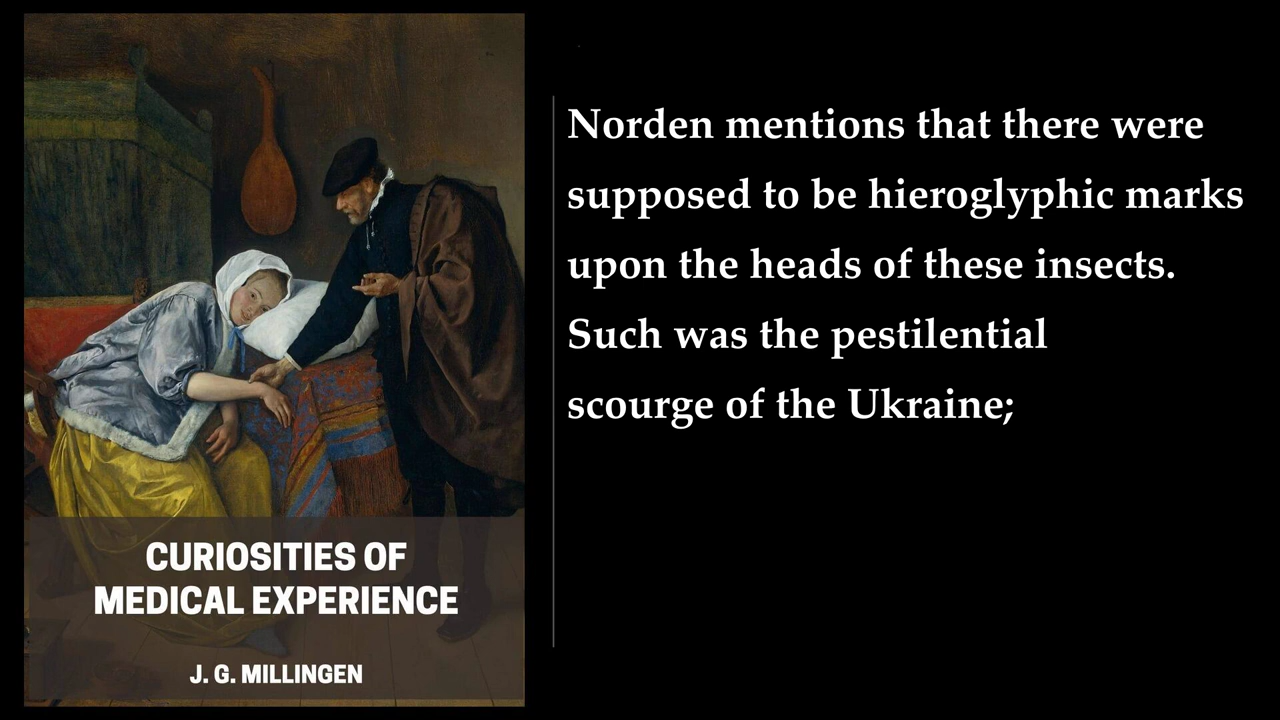 Norden mentions that there were
supposed to be hieroglyphic marks
upon the heads of these insects.
Such was the pestilential
scourge of the Ukraine;
CURIOSITIES OF
MEDICAL EXPERIENCE
J. G. MILLINGEN